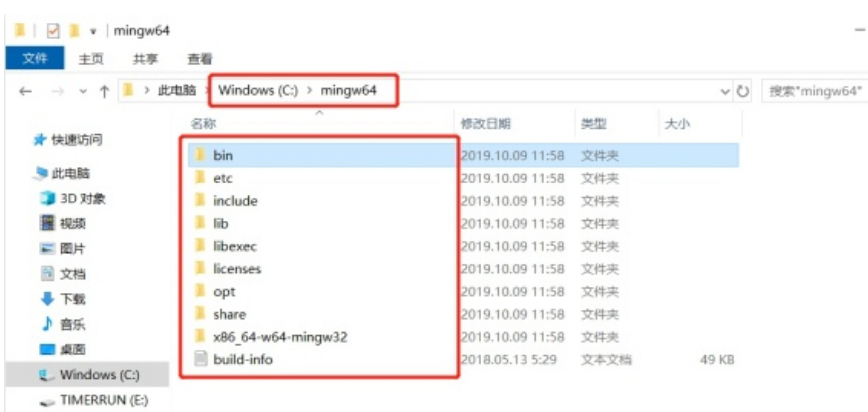 mingw64
文件 主页 共享 查看
此电脑 > Windows (C:) > mingw64 搜索"mingw64"
名称 修改日期 类型 大小
快速访问
此电脑
3D 对象
视频
图片
文档
下载
音乐
桌面
Windows (C:)
TIMERRUN (E:)
bin 2019.10.09 11:58 文件夹
etc 2019.10.09 11:58 文件夹
include 2019.10.09 11:58 文件夹
lib 2019.10.09 11:58 文件夹
libexec 2019.10.09 11:58 文件夹
licenses 2019.10.09 11:58 文件夹
opt 2019.10.09 11:58 文件夹
share 2019.10.09 11:58 文件夹
x86_64-w64-mingw32 2019.10.09 11:58 文件夹
build-info 2018.05.13 5:29 文本文档 49 KB